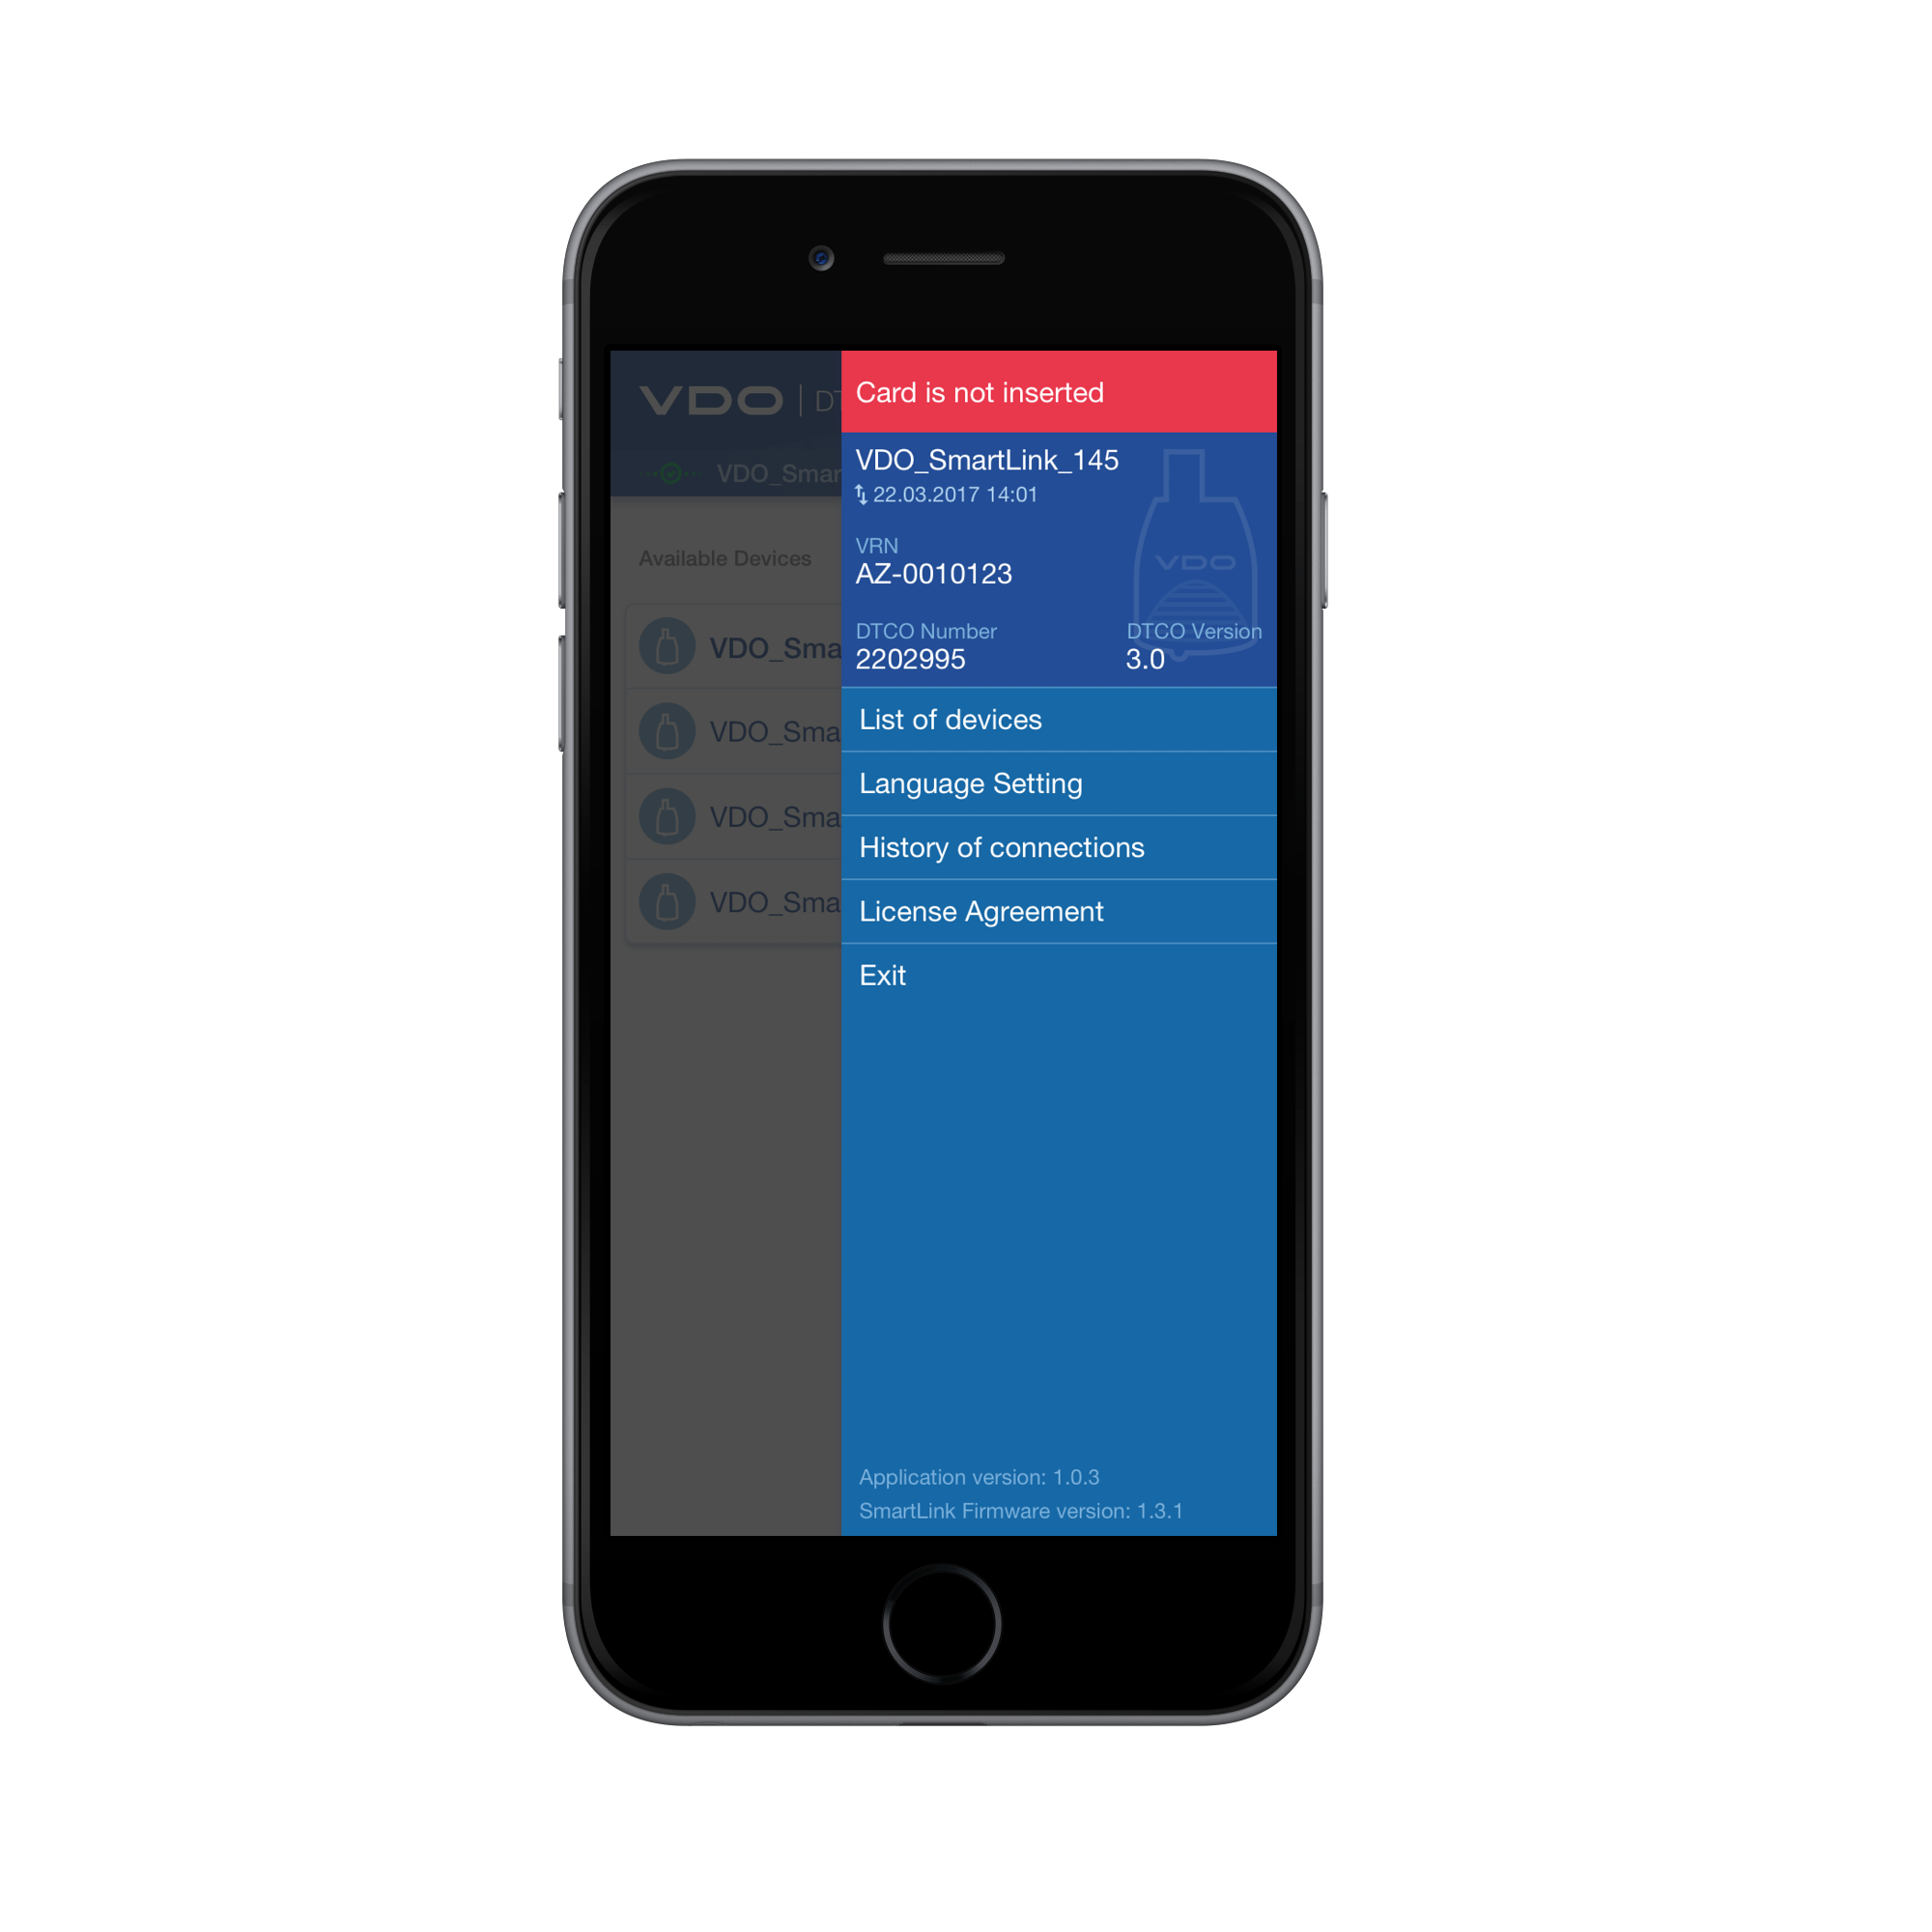 VDO | DT
VDO_Smar
Available Devices
VDO_Sma
VDO_Sma
VDO_Sma
VDO_Sma
Card is not inserted
VDO_SmartLink_145
22.03.2017 14:01
VRN
AZ-0010123
VDO
DTCO Number
2202995
DTCO Version
3.0
List of devices
Language Setting
History of connections
License Agreement
Exit
Application version: 1.0.3
SmartLink Firmware version: 1.3.1